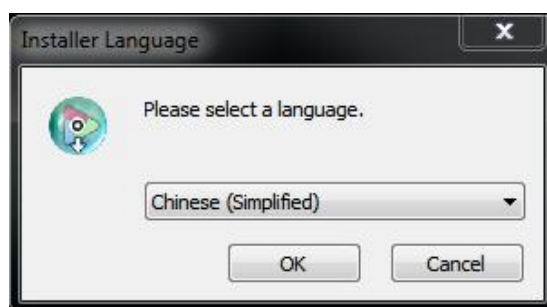 Installer Language
Please select a language.
Chinese (Simplified)
OK
Cancel